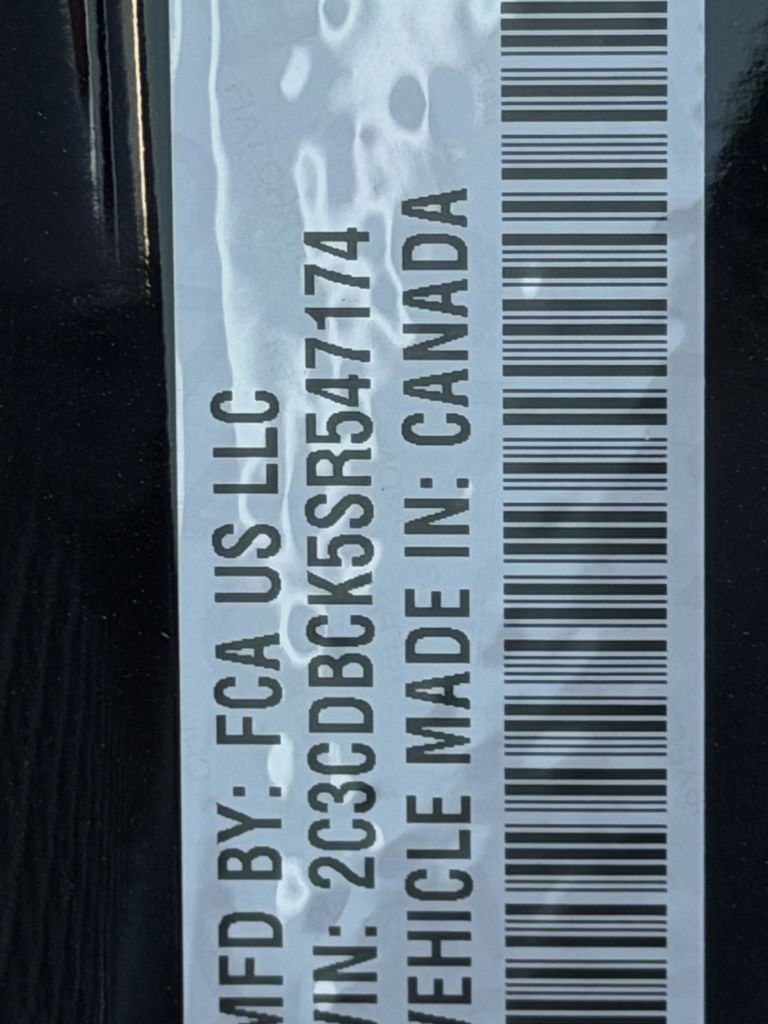 MFD BY: FCA US LLC
VIN: 2C3CDBCK5SR547174
VEHICLE MADE IN: CANADA